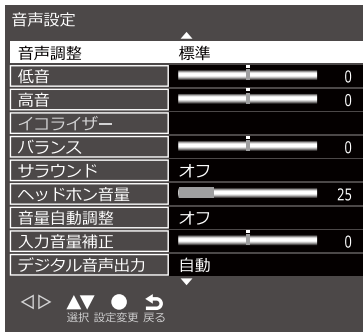 音声設定
音声調整 標準
低音 0
高音 0
イコライザー
バランス 0
サラウンド オフ
ヘッドホン音量 25
音量自動調整 オフ
入力音量補正 0
デジタル音声出力 自動
選択 設定変更 戻る